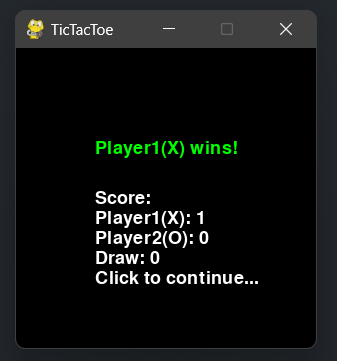 TicTacToe
Player1(X) wins!
Score:
Player1(X): 1
Player2(O): 0
Draw: 0
Click to continue...